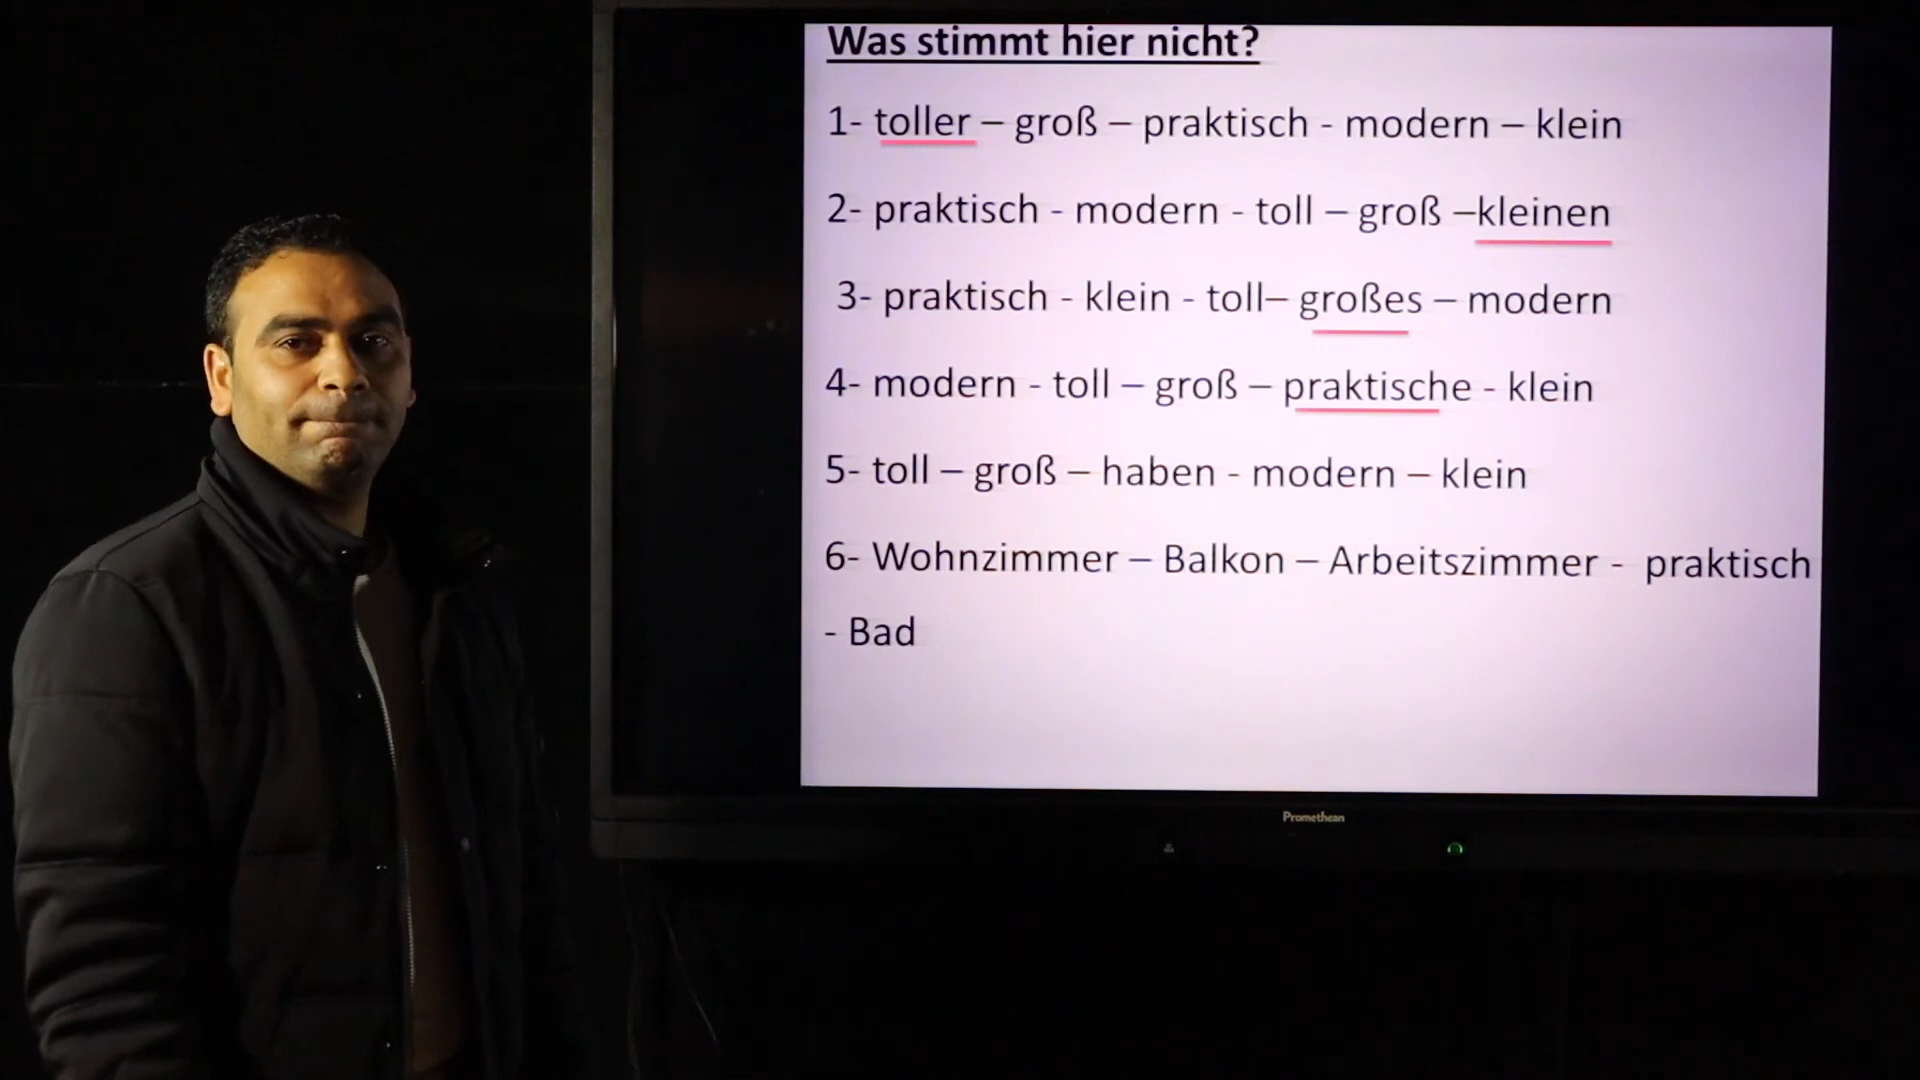 Was stimmt hier nicht?
1- toller – groß – praktisch - modern – klein
2- praktisch - modern - toll – groß –kleinen
3- praktisch - klein - toll– großes – modern
4- modern - toll – groß – praktische - klein
5- toll – groß – haben - modern – klein
6- Wohnzimmer – Balkon – Arbeitszimmer - praktisch
- Bad
Promethean